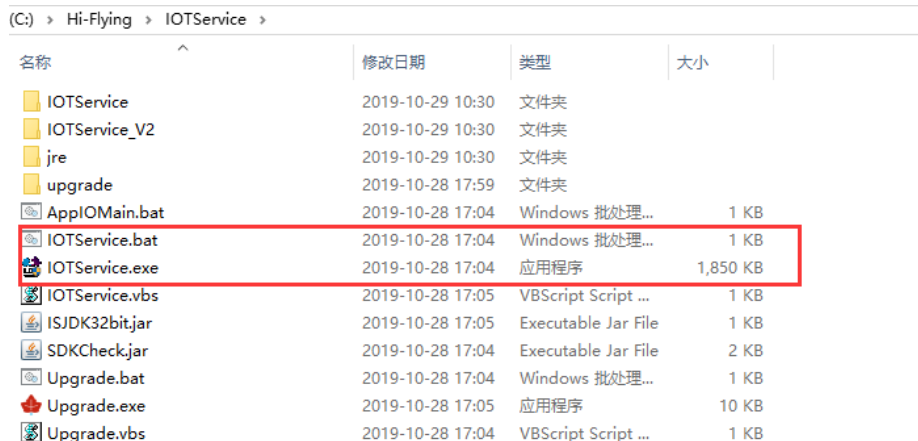 (C:) › Hi-Flying › IOTService ›
名称 修改日期 类型 大小
IOTService 2019-10-29 10:30 文件夹
IOTService_V2 2019-10-29 10:30 文件夹
jre 2019-10-29 10:30 文件夹
upgrade 2019-10-28 17:59 文件夹
AppIOMain.bat 2019-10-28 17:04 Windows 批处理... 1 KB
IOTService.bat 2019-10-28 17:04 Windows 批处理... 1 KB
IOTService.exe 2019-10-28 17:04 应用程序 1,850 KB
IOTService.vbs 2019-10-28 17:05 VBScript Script ... 1 KB
ISJDK32bit.jar 2019-10-28 17:05 Executable Jar File 1 KB
SDKCheck.jar 2019-10-28 17:04 Executable Jar File 2 KB
Upgrade.bat 2019-10-28 17:04 Windows 批处理... 1 KB
Upgrade.exe 2019-10-28 17:05 应用程序 10 KB
Upgrade.vbs 2019-10-28 17:04 VBScript Script ... 1 KB